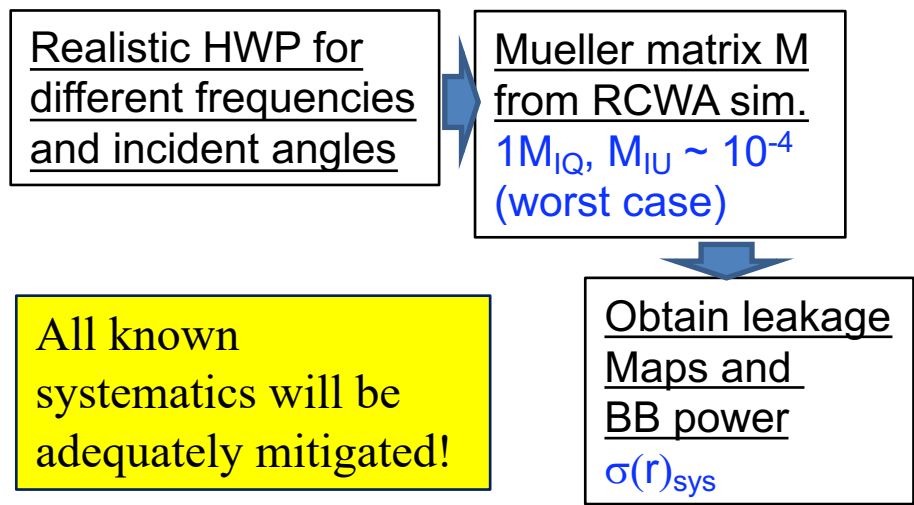 Realistic HWP for
different frequencies
and incident angles
Mueller matrix M
from RCWA sim.
1M_IQ, M_IU ~ 10^-4
(worst case)
All known
systematics will be
adequately mitigated!
Obtain leakage
Maps and
BB power
σ(r)_sys